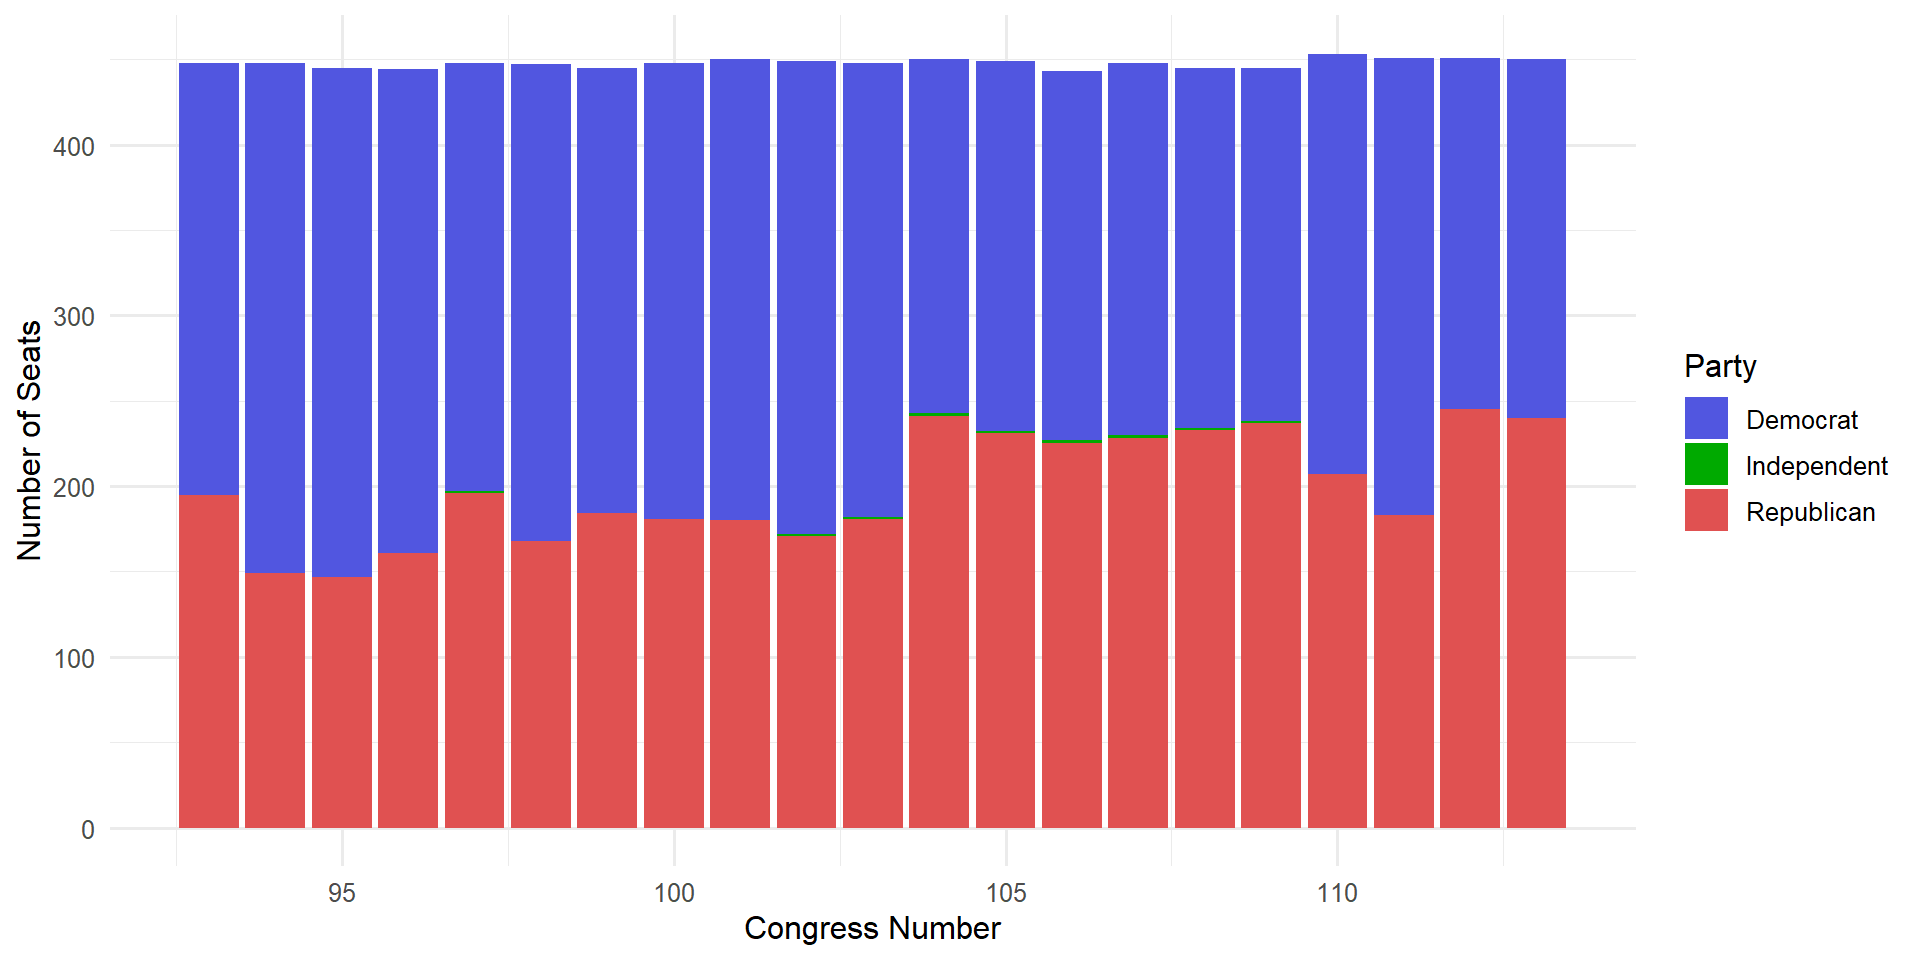 Number of Seats
400
300
200
100
0
95
100
105
110
Congress Number
Party
Democrat
Independent
Republican